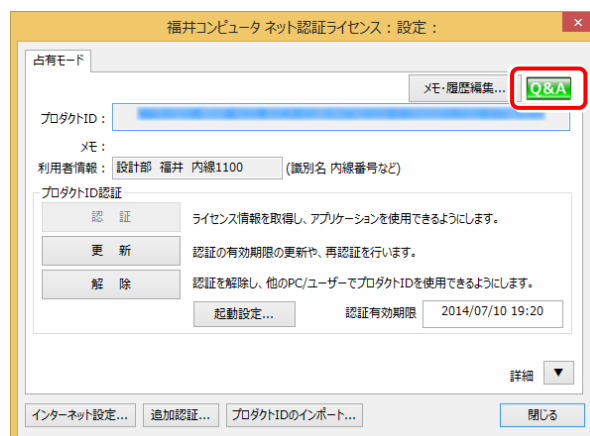 福井コンピュータ ネット認証ライセンス：設定：
占有モード
メモ・履歴編集... Q&A
プロダクトID：
メモ：
利用者情報： 設計部 福井 内線1100 (識別名 内線番号など)
プロダクトID認証
認 証 ライセンス情報を取得し、アプリケーションを使用できるようにします。
更 新 認証の有効期限の更新や、再認証を行います。
解 除 認証を解除し、他のPC/ユーザーでプロダクトIDを使用できるようにします。
起動設定... 認証有効期限 2014/07/10 19:20
詳細 ▼
インターネット設定... 追加認証... プロダクトIDのインポート... 閉じる